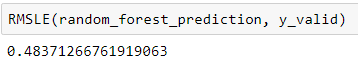 RMSLE(random_forest_prediction, y_valid)
0.48371266761919063